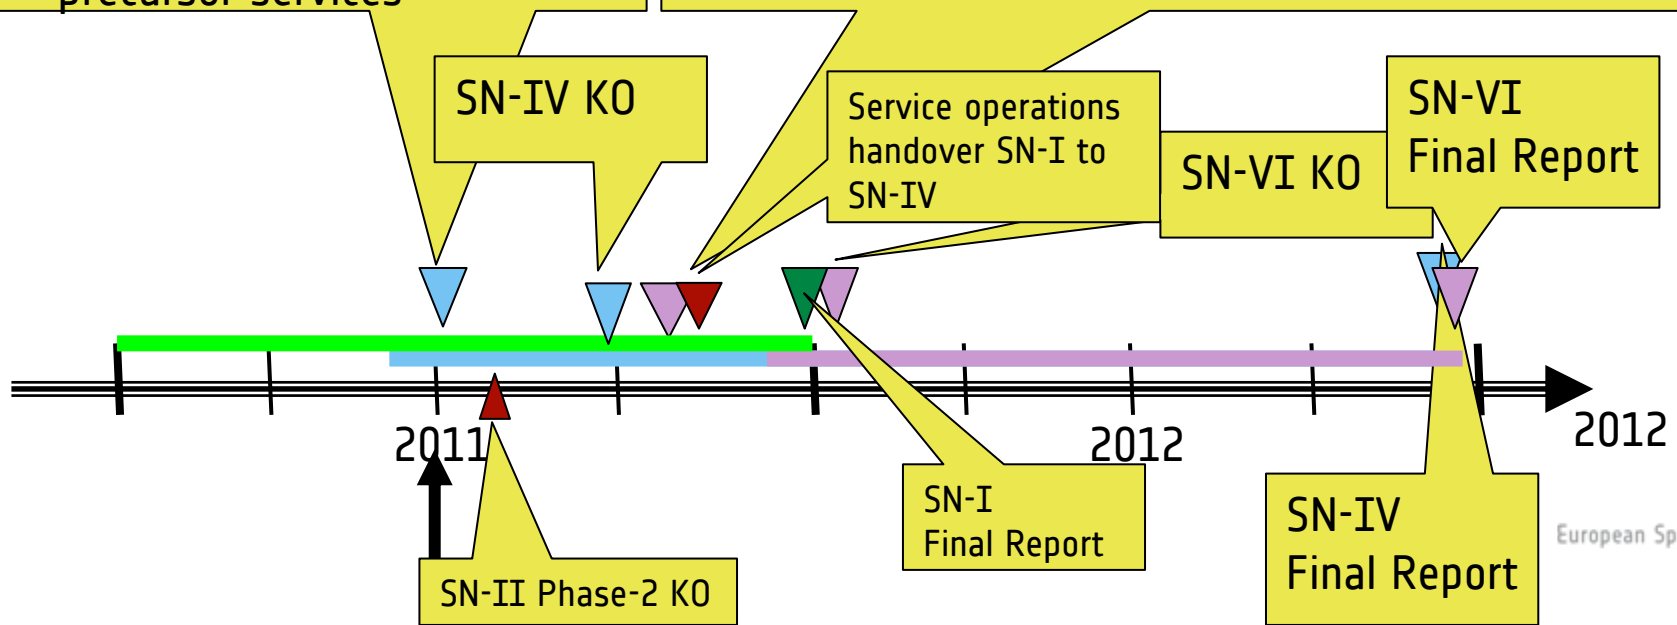 precursor services
SN-IV KO
Service operations
handover SN-I to
SN-IV
SN-VI KO
SN-VI
Final Report
2011
2012
2012
SN-I
Final Report
SN-IV
Final Report
European Sp
SN-II Phase-2 KO